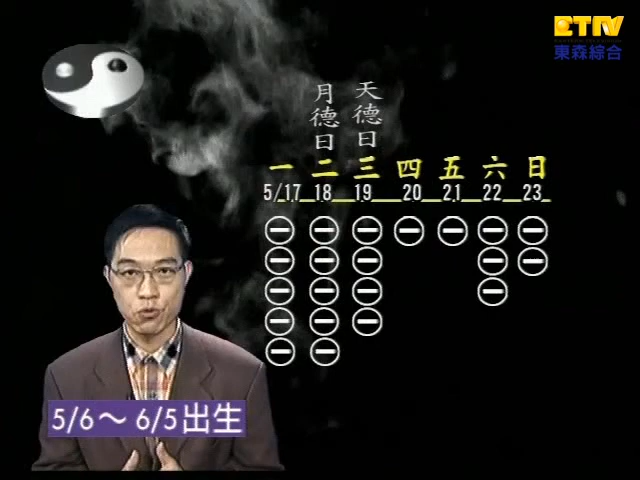 ETTV
東森綜合
月德日
天德日
一 二 三 四 五 六 日
5/17 18 19 20 21 22 23
5/6～6/5出生